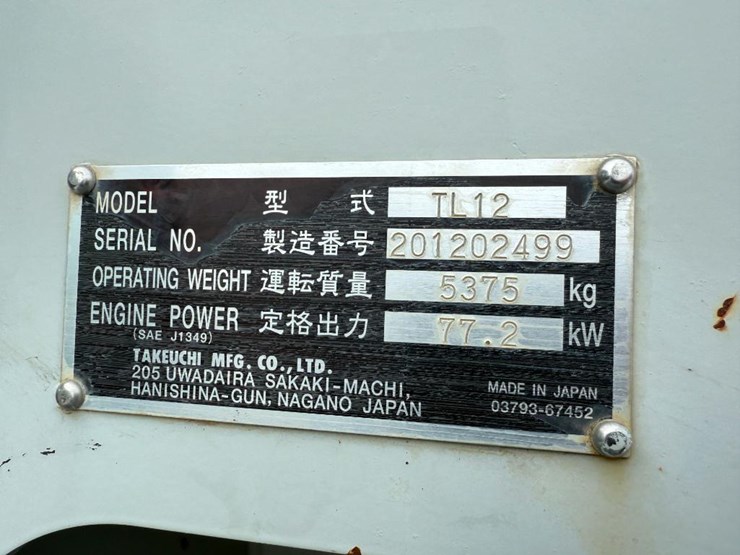 MODEL 型 式 TL12
SERIAL NO. 製造番号 201202499
OPERATING WEIGHT 運転質量 5375 kg
ENGINE POWER 定格出力 77.2 kW
(SAE J1349)
TAKEUCHI MFG. CO., LTD.
205 UWADAIRA SAKAKI-MACHI,
HANISHINA-GUN, NAGANO JAPAN
MADE IN JAPAN
03793-67452